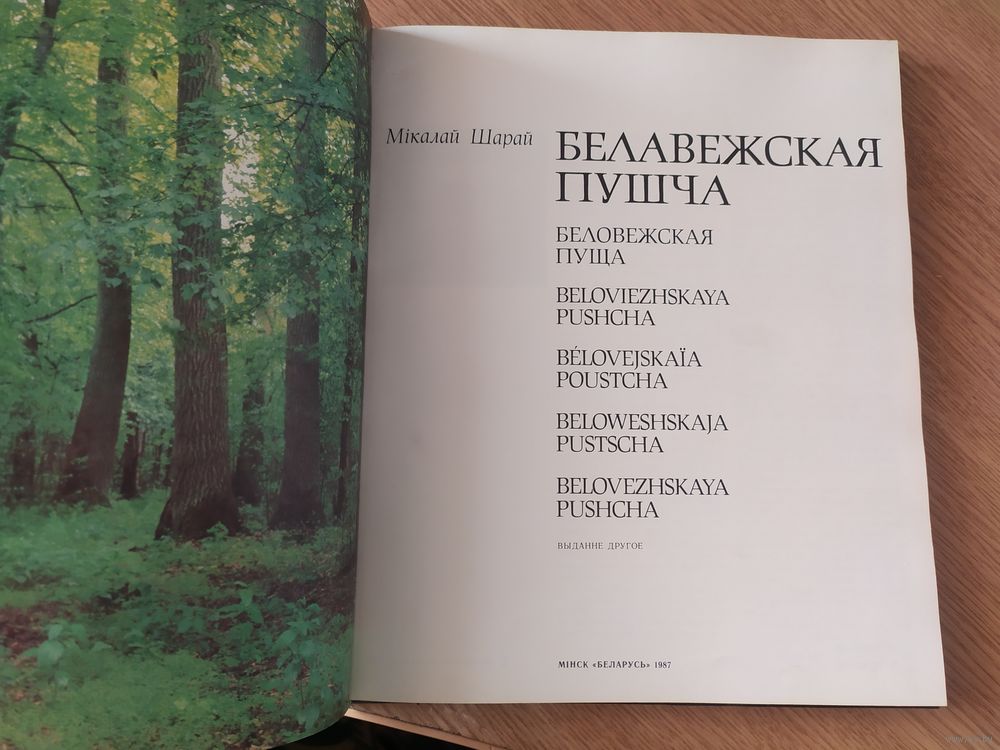 Мікалай Шарай
БЕЛАВЕЖСКАЯ
ПУШЧА
БЕЛОВЕЖСКАЯ
ПУЩА
BELOVIEZHSKAYA
PUSHCHA
BÉLOVEJSKAÏA
POUSTCHA
BELOWESHSKAJA
PUSTSCHA
BELOVEZHSKAYA
PUSHCHA
ВЫДАННЕ ДРУГОЕ
МІНСК «БЕЛАРУСЬ» 1987